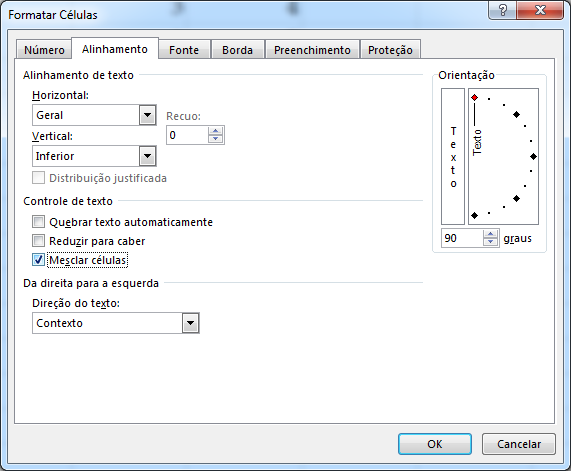 Formatar Células
Número Alinhamento Fonte Borda Preenchimento Proteção
Alinhamento de texto
Horizontal:
Geral
Recuo:
0
Vertical:
Inferior
Distribuição justificada
Controle de texto
Quebrar texto automaticamente
Reduzir para caber
Mesclar células
Da direita para a esquerda
Direção do texto:
Contexto
Orientação
Texto
Texto
90 graus
OK Cancelar